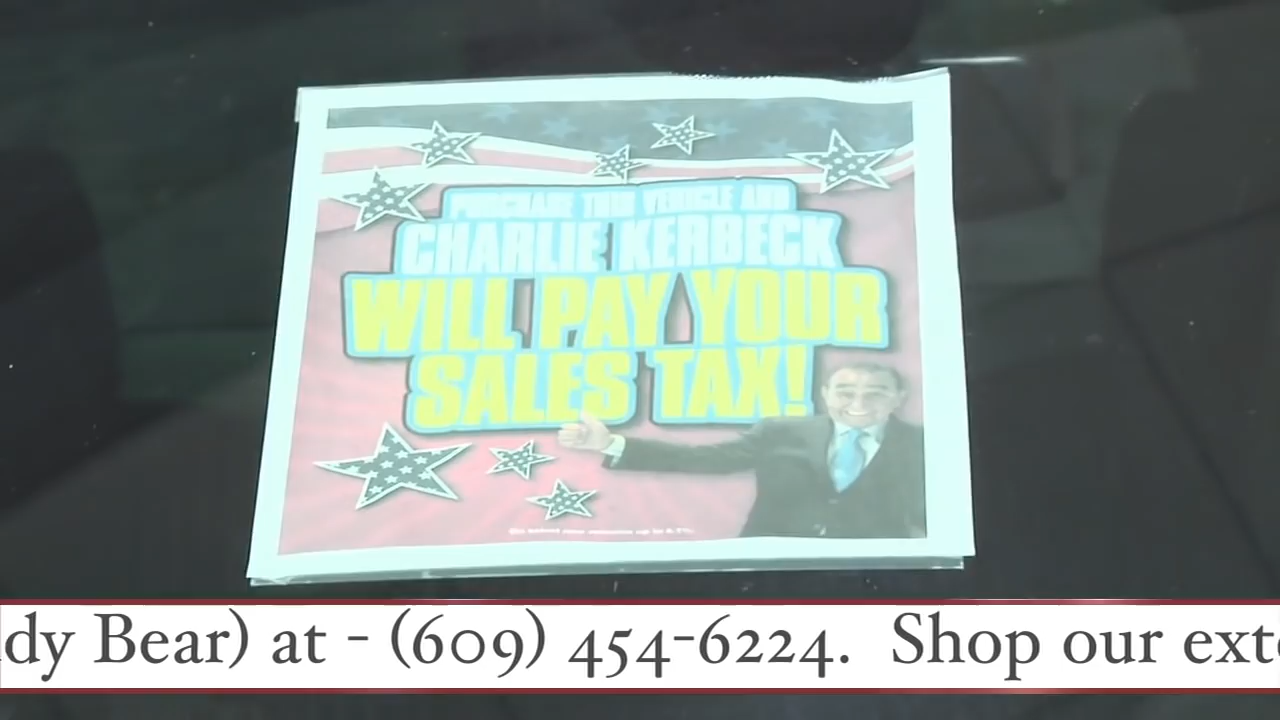 PURCHASE THIS VEHICLE AND
CHARLIE KERBECK
WILL PAY YOUR
SALES TAX!
dy Bear) at - (609) 454-6224. Shop our exte